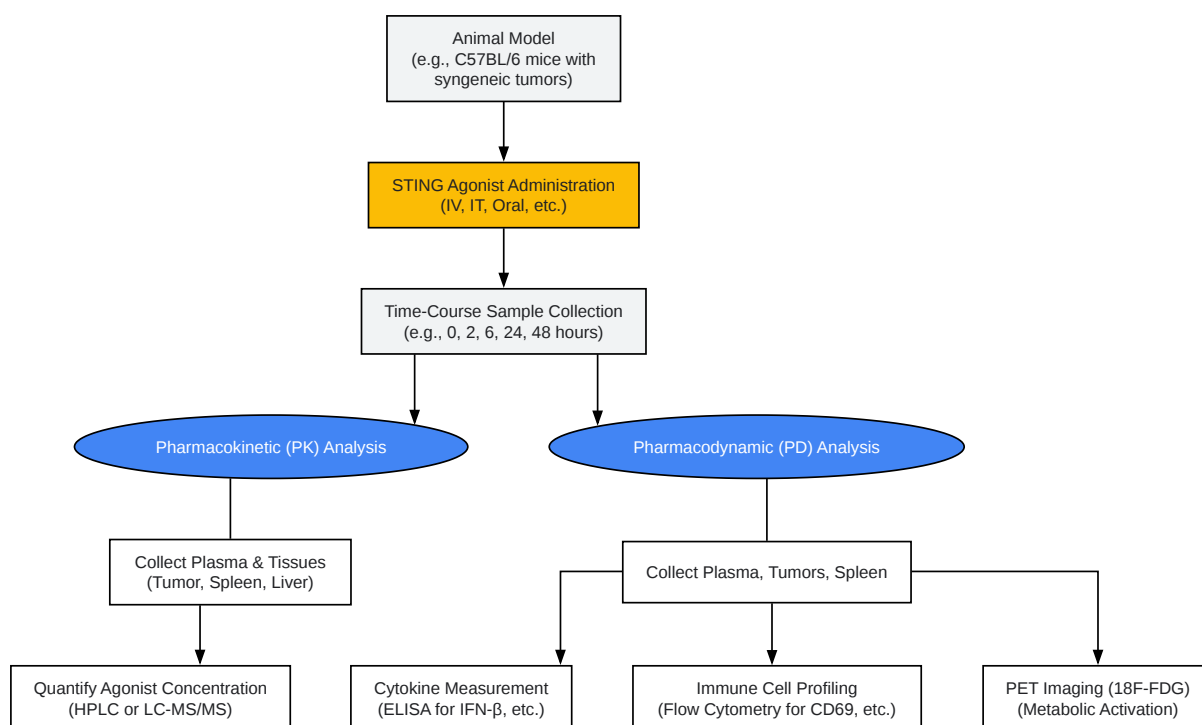 Animal Model
(e.g., C57BL/6 mice with
syngeneic tumors)
STING Agonist Administration
(IV, IT, Oral, etc.)
Time-Course Sample Collection
(e.g., 0, 2, 6, 24, 48 hours)
Pharmacokinetic (PK) Analysis
Pharmacodynamic (PD) Analysis
Collect Plasma & Tissues
(Tumor, Spleen, Liver)
Collect Plasma, Tumors, Spleen
Quantify Agonist Concentration
(HPLC or LC-MS/MS)
Cytokine Measurement
(ELISA for IFN-β, etc.)
Immune Cell Profiling
(Flow Cytometry for CD69, etc.)
PET Imaging (18F-FDG)
(Metabolic Activation)